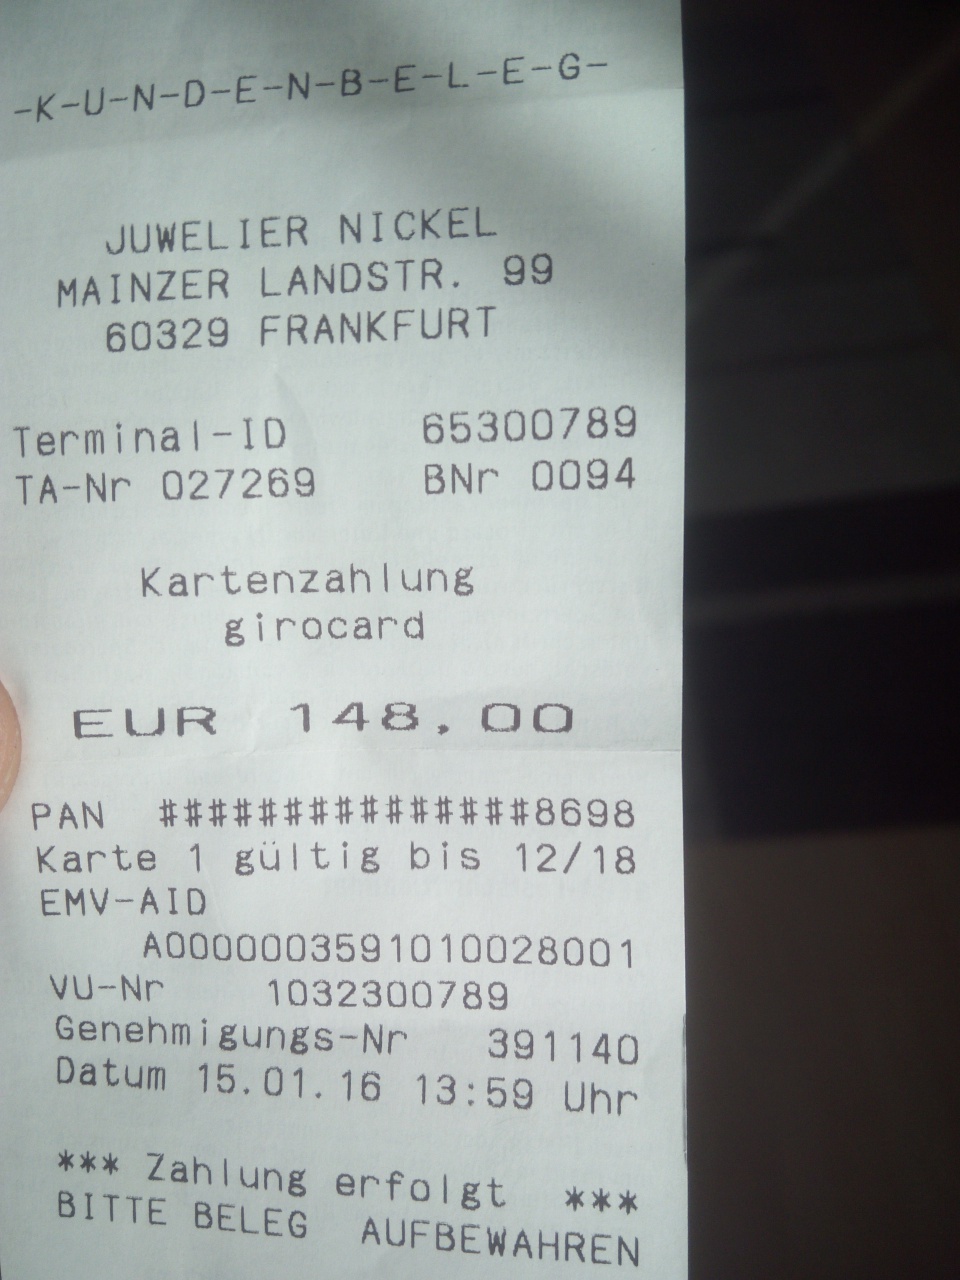 -K-U-N-D-E-N-B-E-L-E-G-
JUWELIER NICKEL
MAINZER LANDSTR. 99
60329 FRANKFURT
Terminal-ID 65300789
TA-Nr 027269 BNr 0094
Kartenzahlung
girocard
EUR 148,00
PAN ###############8698
Karte 1 gültig bis 12/18
EMV-AID
A0000003591010028001
VU-Nr 1032300789
Genehmigungs-Nr 391140
Datum 15.01.16 13:59 Uhr
*** Zahlung erfolgt ***
BITTE BELEG AUFBEWAHREN